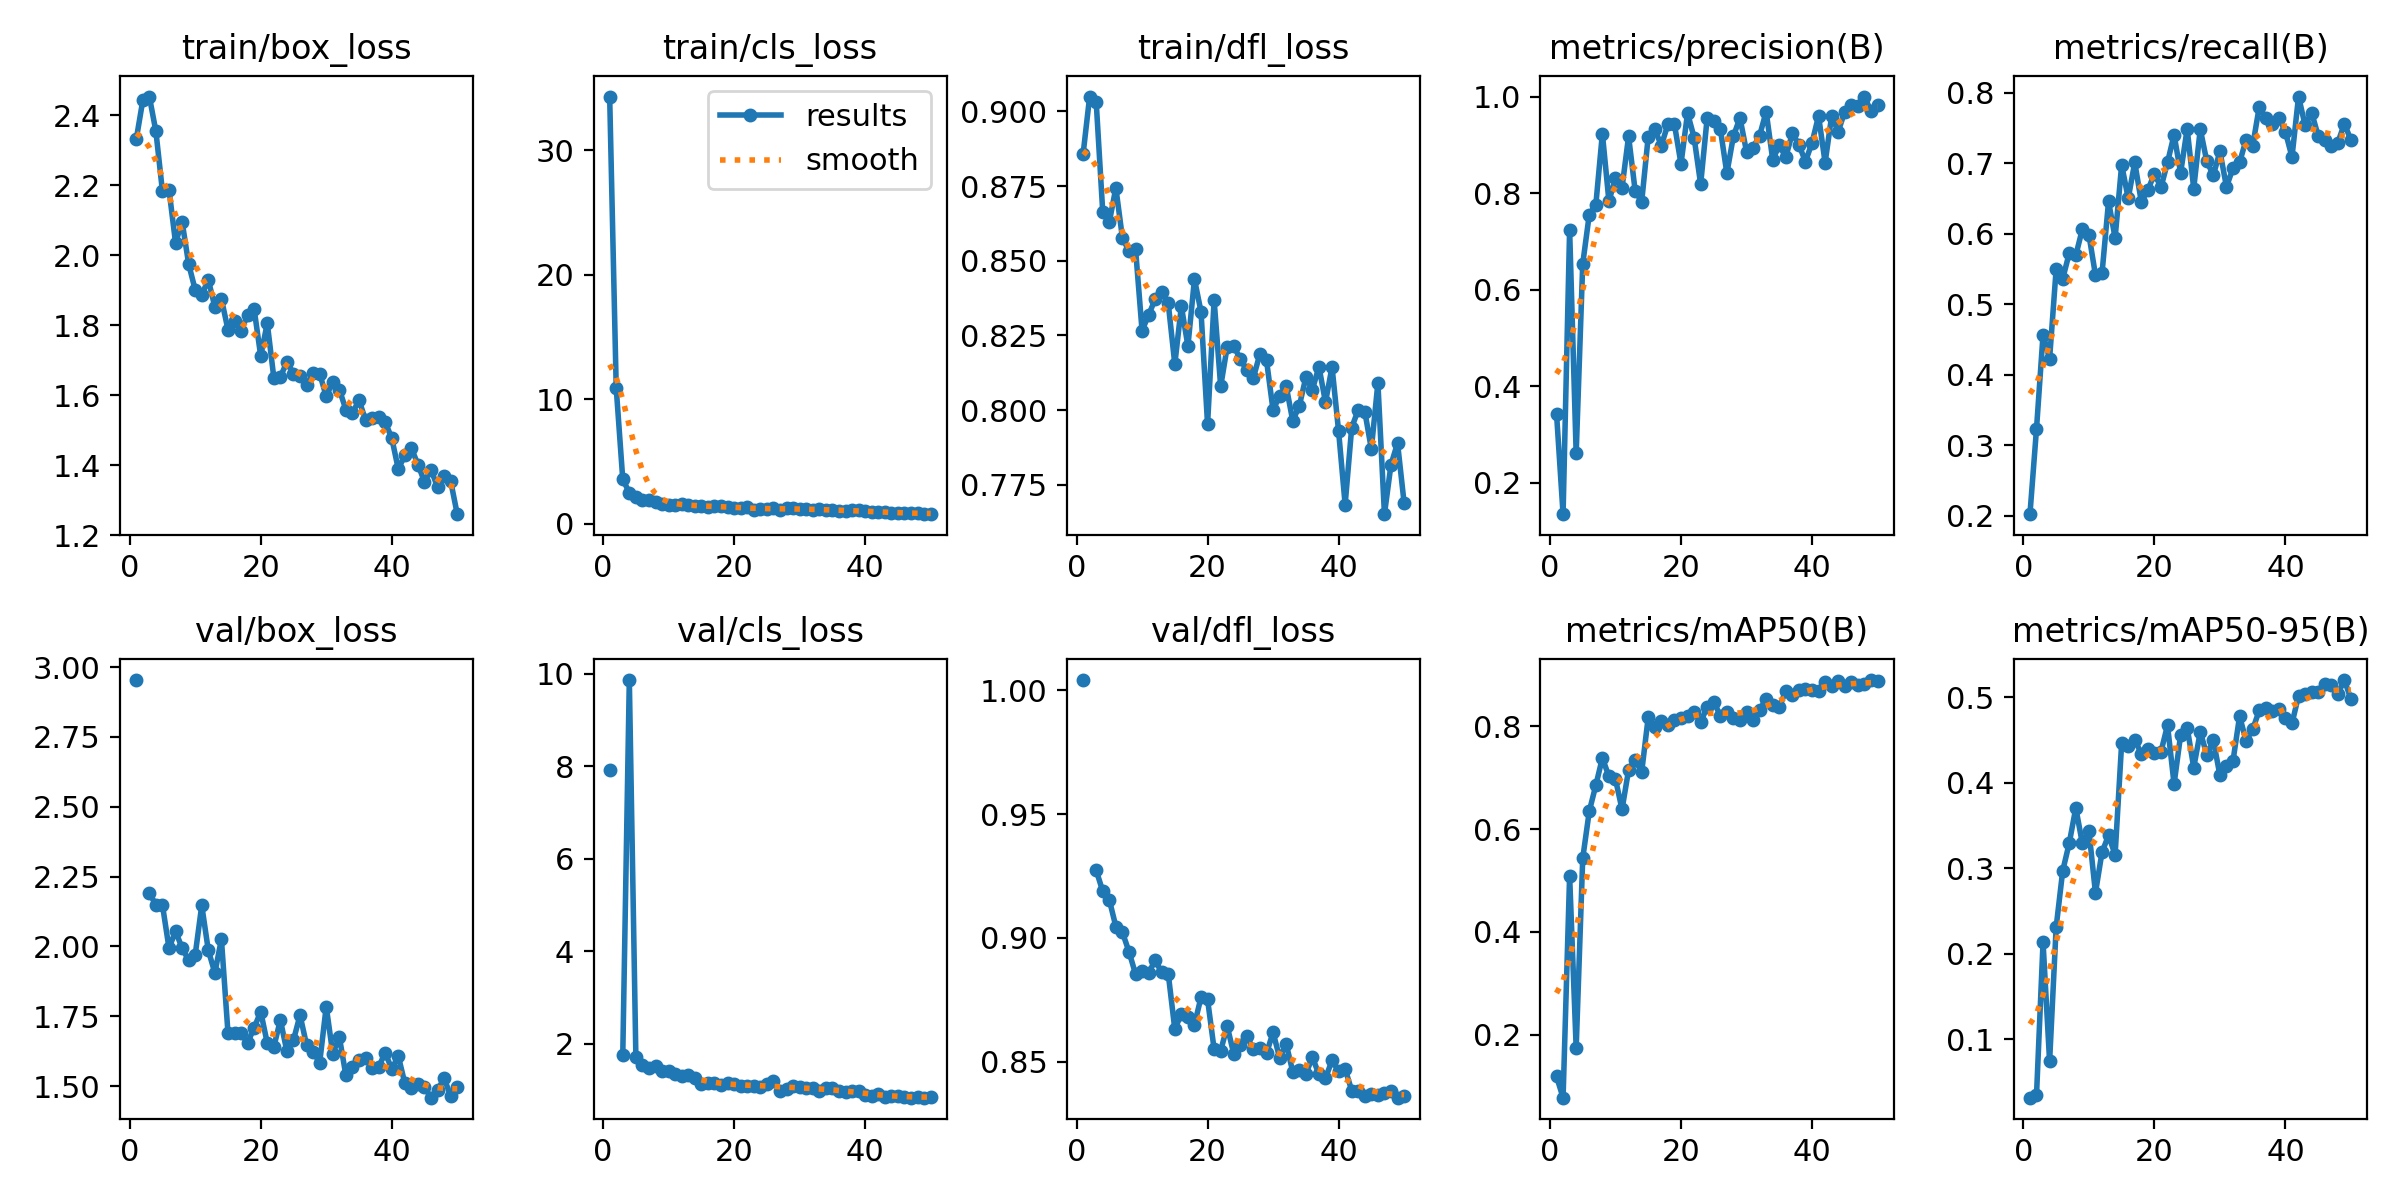 train/box_loss
2.4
2.2
2.0
1.8
1.6
1.4
1.2
0 20 40
train/cls_loss
results
smooth
30
20
10
0
0 20 40
train/dfl_loss
0.900
0.875
0.850
0.825
0.800
0.775
0 20 40
metrics/precision(B)
1.0
0.8
0.6
0.4
0.2
0 20 40
metrics/recall(B)
0.8
0.7
0.6
0.5
0.4
0.3
0.2
0 20 40
val/box_loss
3.00
2.75
2.50
2.25
2.00
1.75
1.50
0 20 40
val/cls_loss
10
8
6
4
2
0 20 40
val/dfl_loss
1.00
0.95
0.90
0.85
0 20 40
metrics/mAP50(B)
0.8
0.6
0.4
0.2
0 20 40
metrics/mAP50-95(B)
0.5
0.4
0.3
0.2
0.1
0 20 40